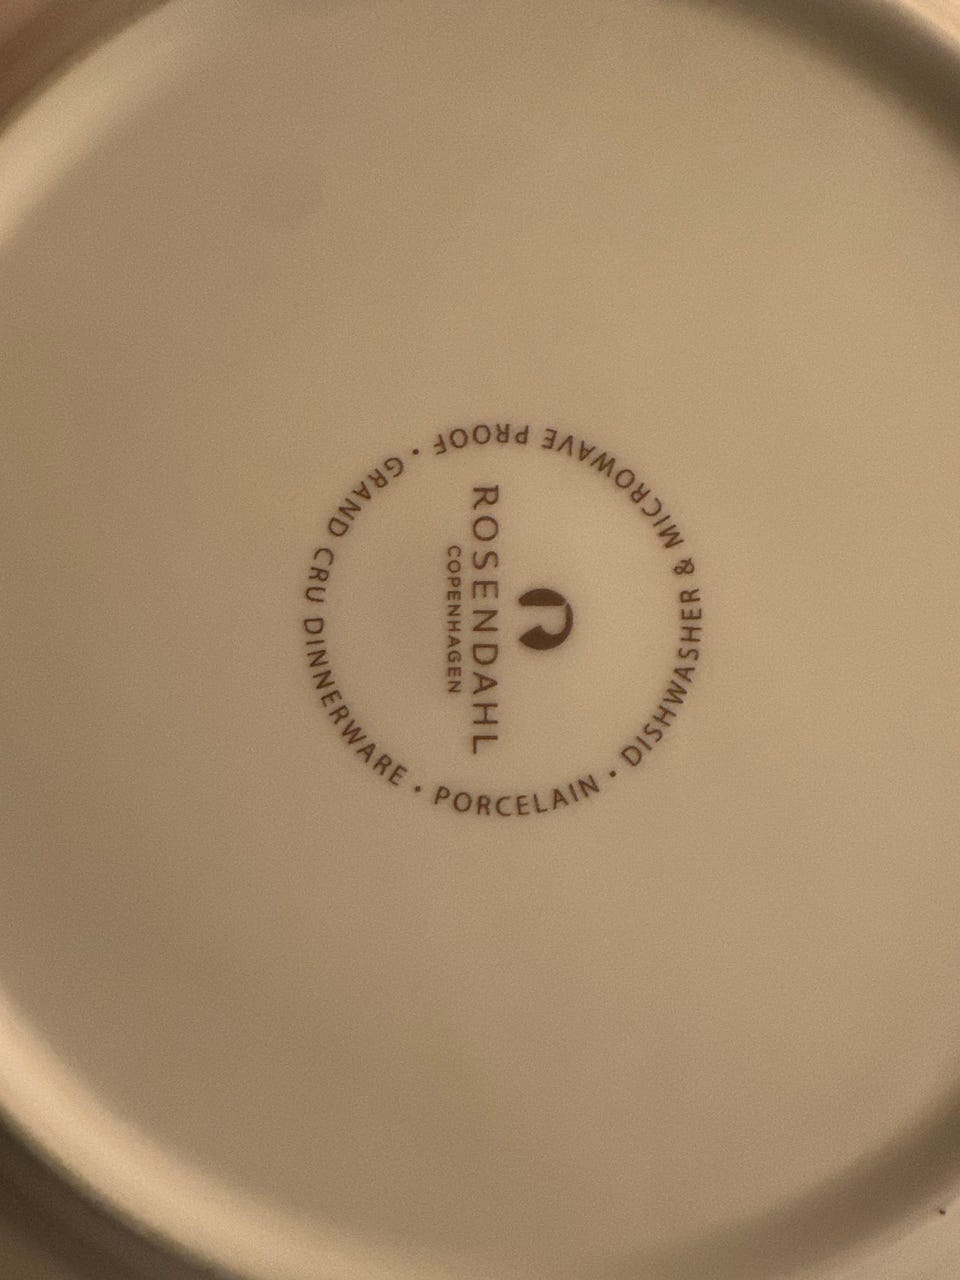 ROSENDAHL
COPENHAGEN
GRAND CRU DINNERWARE • PORCELAIN • DISHWASHER & MICROWAVE PROOF •